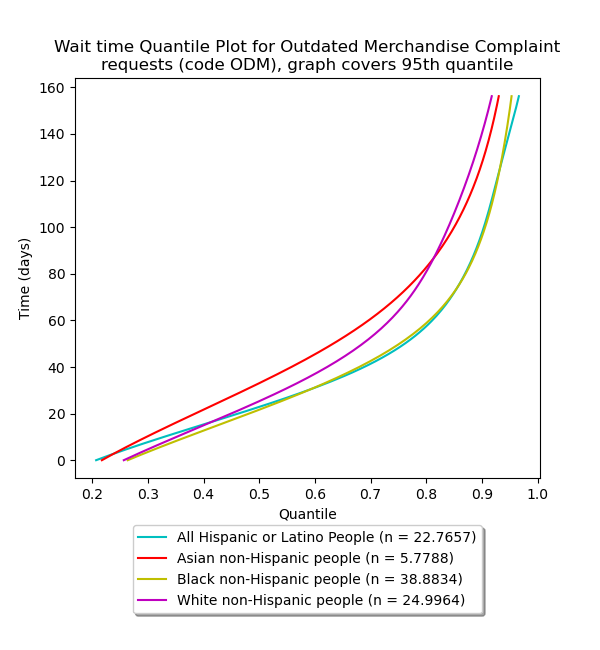 Wait time Quantile Plot for Outdated Merchandise Complaint
requests (code ODM), graph covers 95th quantile
160
140
120
100
80
60
40
20
0
Time (days)
0.2 0.3 0.4 0.5 0.6 0.7 0.8 0.9 1.0
Quantile
All Hispanic or Latino People (n = 22.7657)
Asian non-Hispanic people (n = 5.7788)
Black non-Hispanic people (n = 38.8834)
White non-Hispanic people (n = 24.9964)